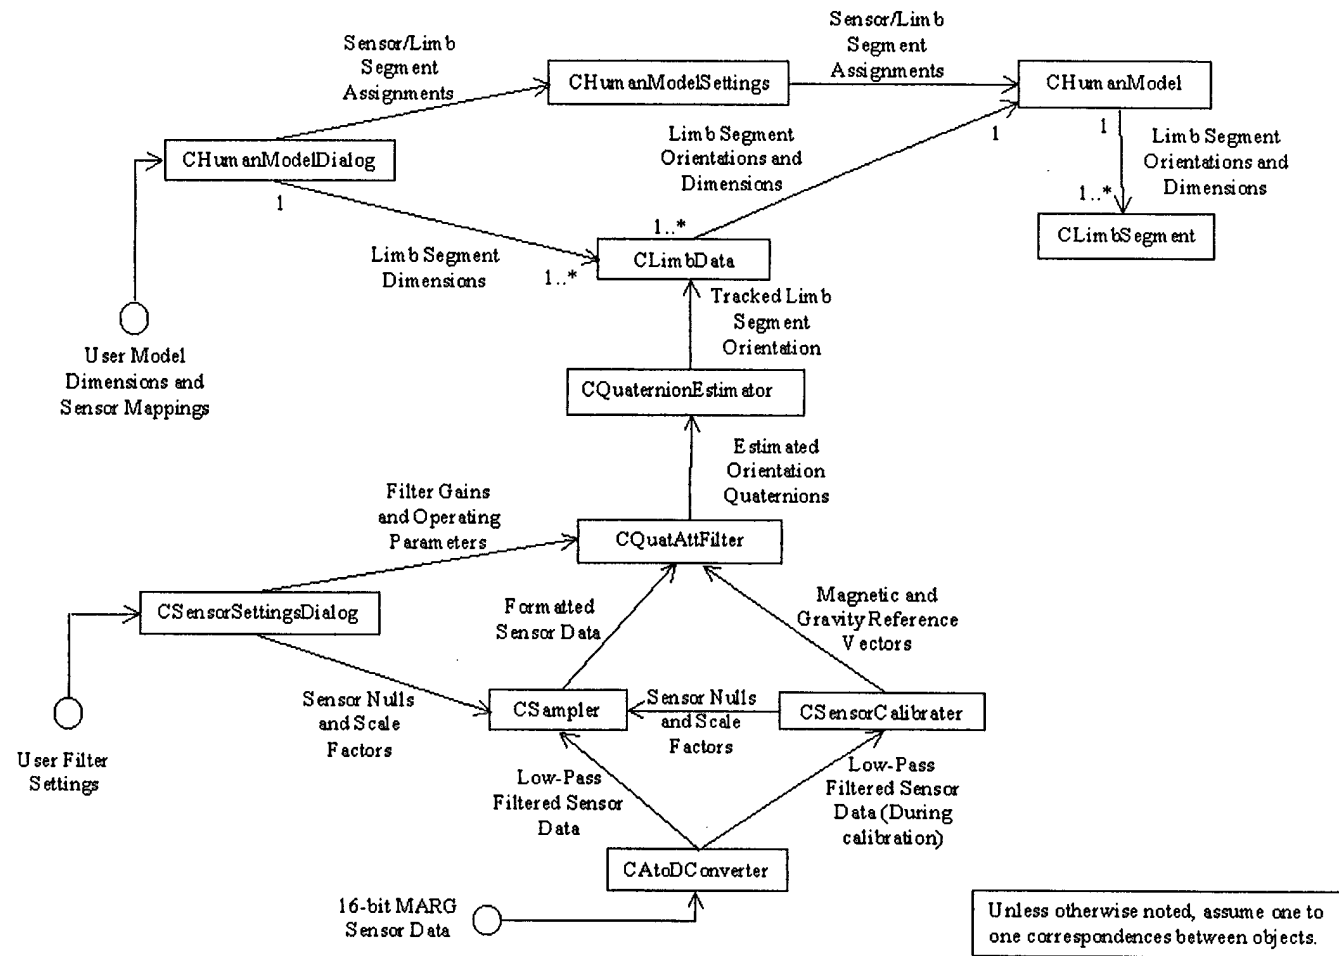 Sensor/Limb
Segment
Assignments
CHumanModelSettings
Sensor/Limb
Segment
Assignments
CHumanModel
1
1
Limb Segment
Orientations and
Dimensions
1..*
CLimbSegment
CHumanModelDialog
1
Limb Segment
Orientations and
Dimensions
1..*
Limb Segment
Dimensions
1..*
CLimbData
User Model
Dimensions and
Sensor Mappings
Tracked Limb
Segment
Orientation
CQuaternionEstimator
Estimated
Orientation
Quaternions
Filter Gains
and Operating
Parameters
CQuatAttFilter
CSensorSettingsDialog
Formatted
Sensor Data
Magnetic and
Gravity Reference
Vectors
Sensor Nulls
and Scale
Factors
CSampler
Sensor Nulls
and Scale
Factors
CSensorCalibrater
User Filter
Settings
Low-Pass
Filtered Sensor
Data
Low-Pass
Filtered Sensor
Data (During
calibration)
CAtoDConverter
16-bit MARG
Sensor Data
Unless otherwise noted, assume one to
one correspondences between objects.